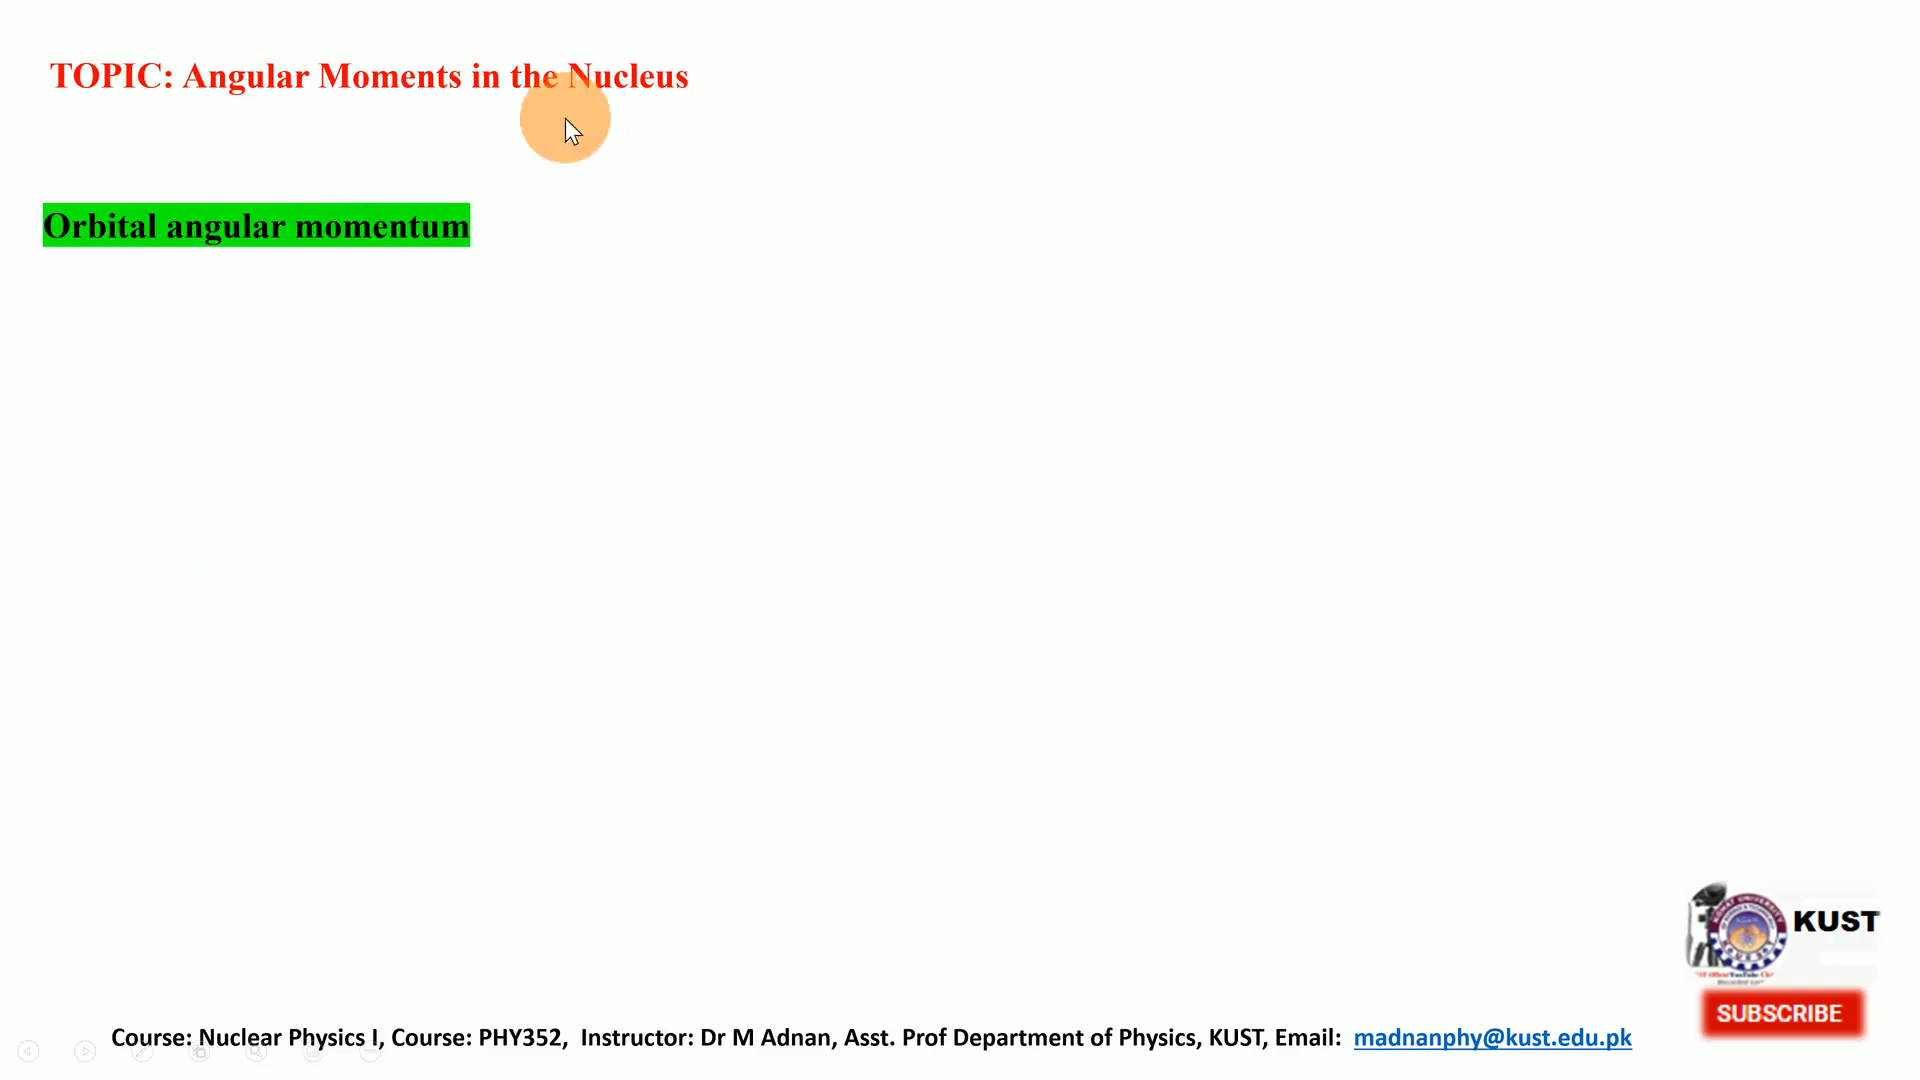 TOPIC: Angular Moments in the Nucleus
Orbital angular momentum
KUST
SUBSCRIBE
Course: Nuclear Physics I, Course: PHY352, Instructor: Dr M Adnan, Asst. Prof Department of Physics, KUST, Email: madnanphy@kust.edu.pk